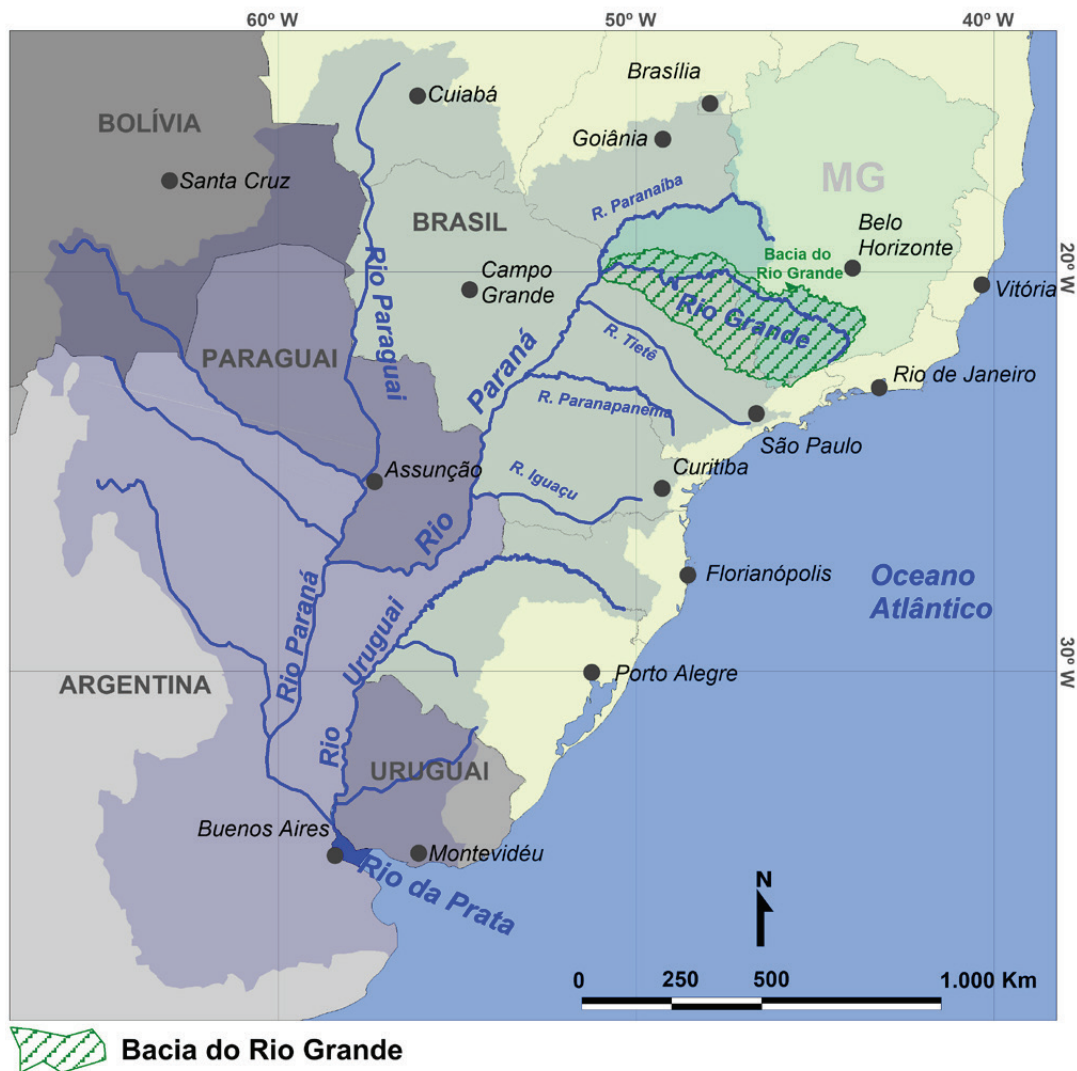 60º W
50º W
40º W
Brasília
Cuiabá
BOLÍVIA
Goiânia
Santa Cruz
MG
R. Paranaíba
BRASIL
Belo
Horizonte
Bacia do
Rio Grande
20º W
Rio Paraguai
Campo
Grande
Vitória
Rio Grande
R. Tietê
PARAGUAI
Paraná
Rio de Janeiro
R. Paranapanema
São Paulo
Assunção
Curitiba
R. Iguaçu
Rio
Florianópolis
Oceano
Atlântico
Rio Paraná
Uruguai
30º W
ARGENTINA
Porto Alegre
Rio
URUGUAI
Buenos Aires
Montevidéu
Rio da Prata
N
0 250 500 1.000 Km
Bacia do Rio Grande